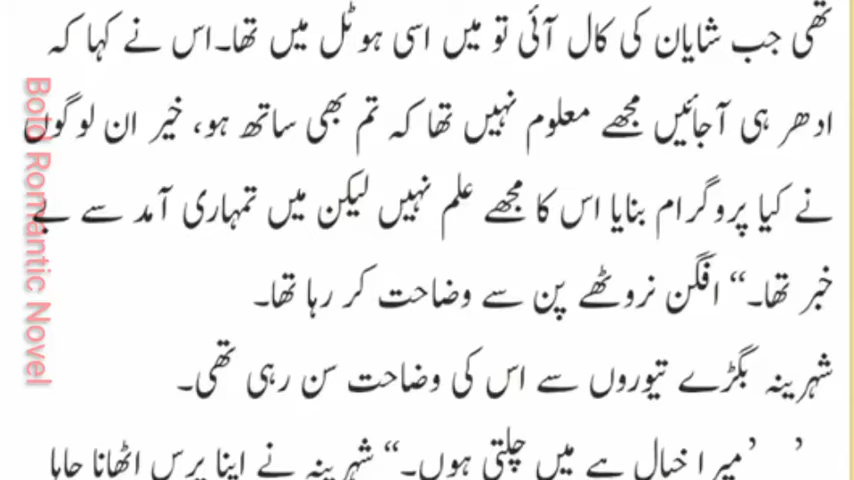 تھی جب شایان کی کال آئی تو میں اسی ہوٹل میں تھا۔اس نے کہا کہ
ادھر ہی آجائیں مجھے معلوم نہیں تھا کہ تم بھی ساتھ ہو، خیر ان لوگوں
نے کیا پروگرام بنایا اس کا مجھے علم نہیں لیکن میں تمہاری آمد سے بے
خبر تھا۔“ افگن نروٹھے پن سے وضاحت کر رہا تھا۔
شہرینہ بگڑے تیوروں سے اس کی وضاحت سن رہی تھی۔
’ ’میرا خیال ہے میں چلتی ہوں۔“ شہرینہ نے اپنا پرس اٹھانا چاہا
Bold Romantic Novel